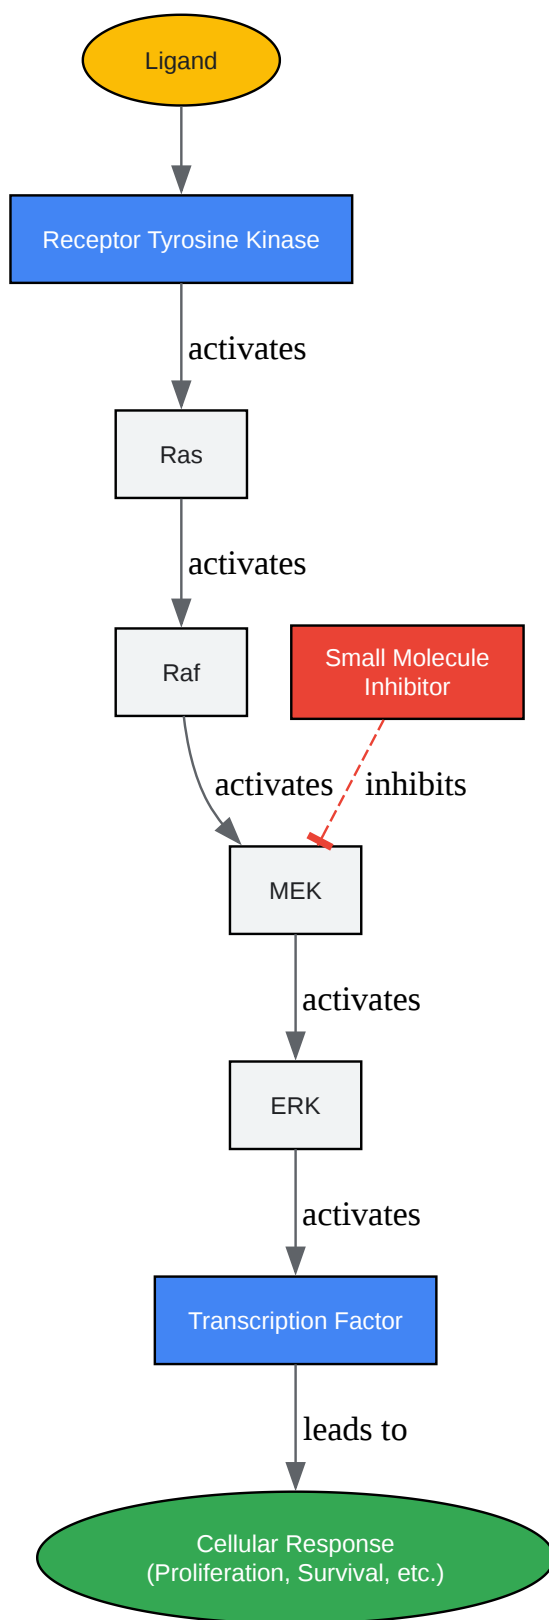 Ligand
Receptor Tyrosine Kinase
activates
Ras
activates
Raf
Small Molecule
Inhibitor
activates
inhibits
MEK
activates
ERK
activates
Transcription Factor
leads to
Cellular Response
(Proliferation, Survival, etc.)